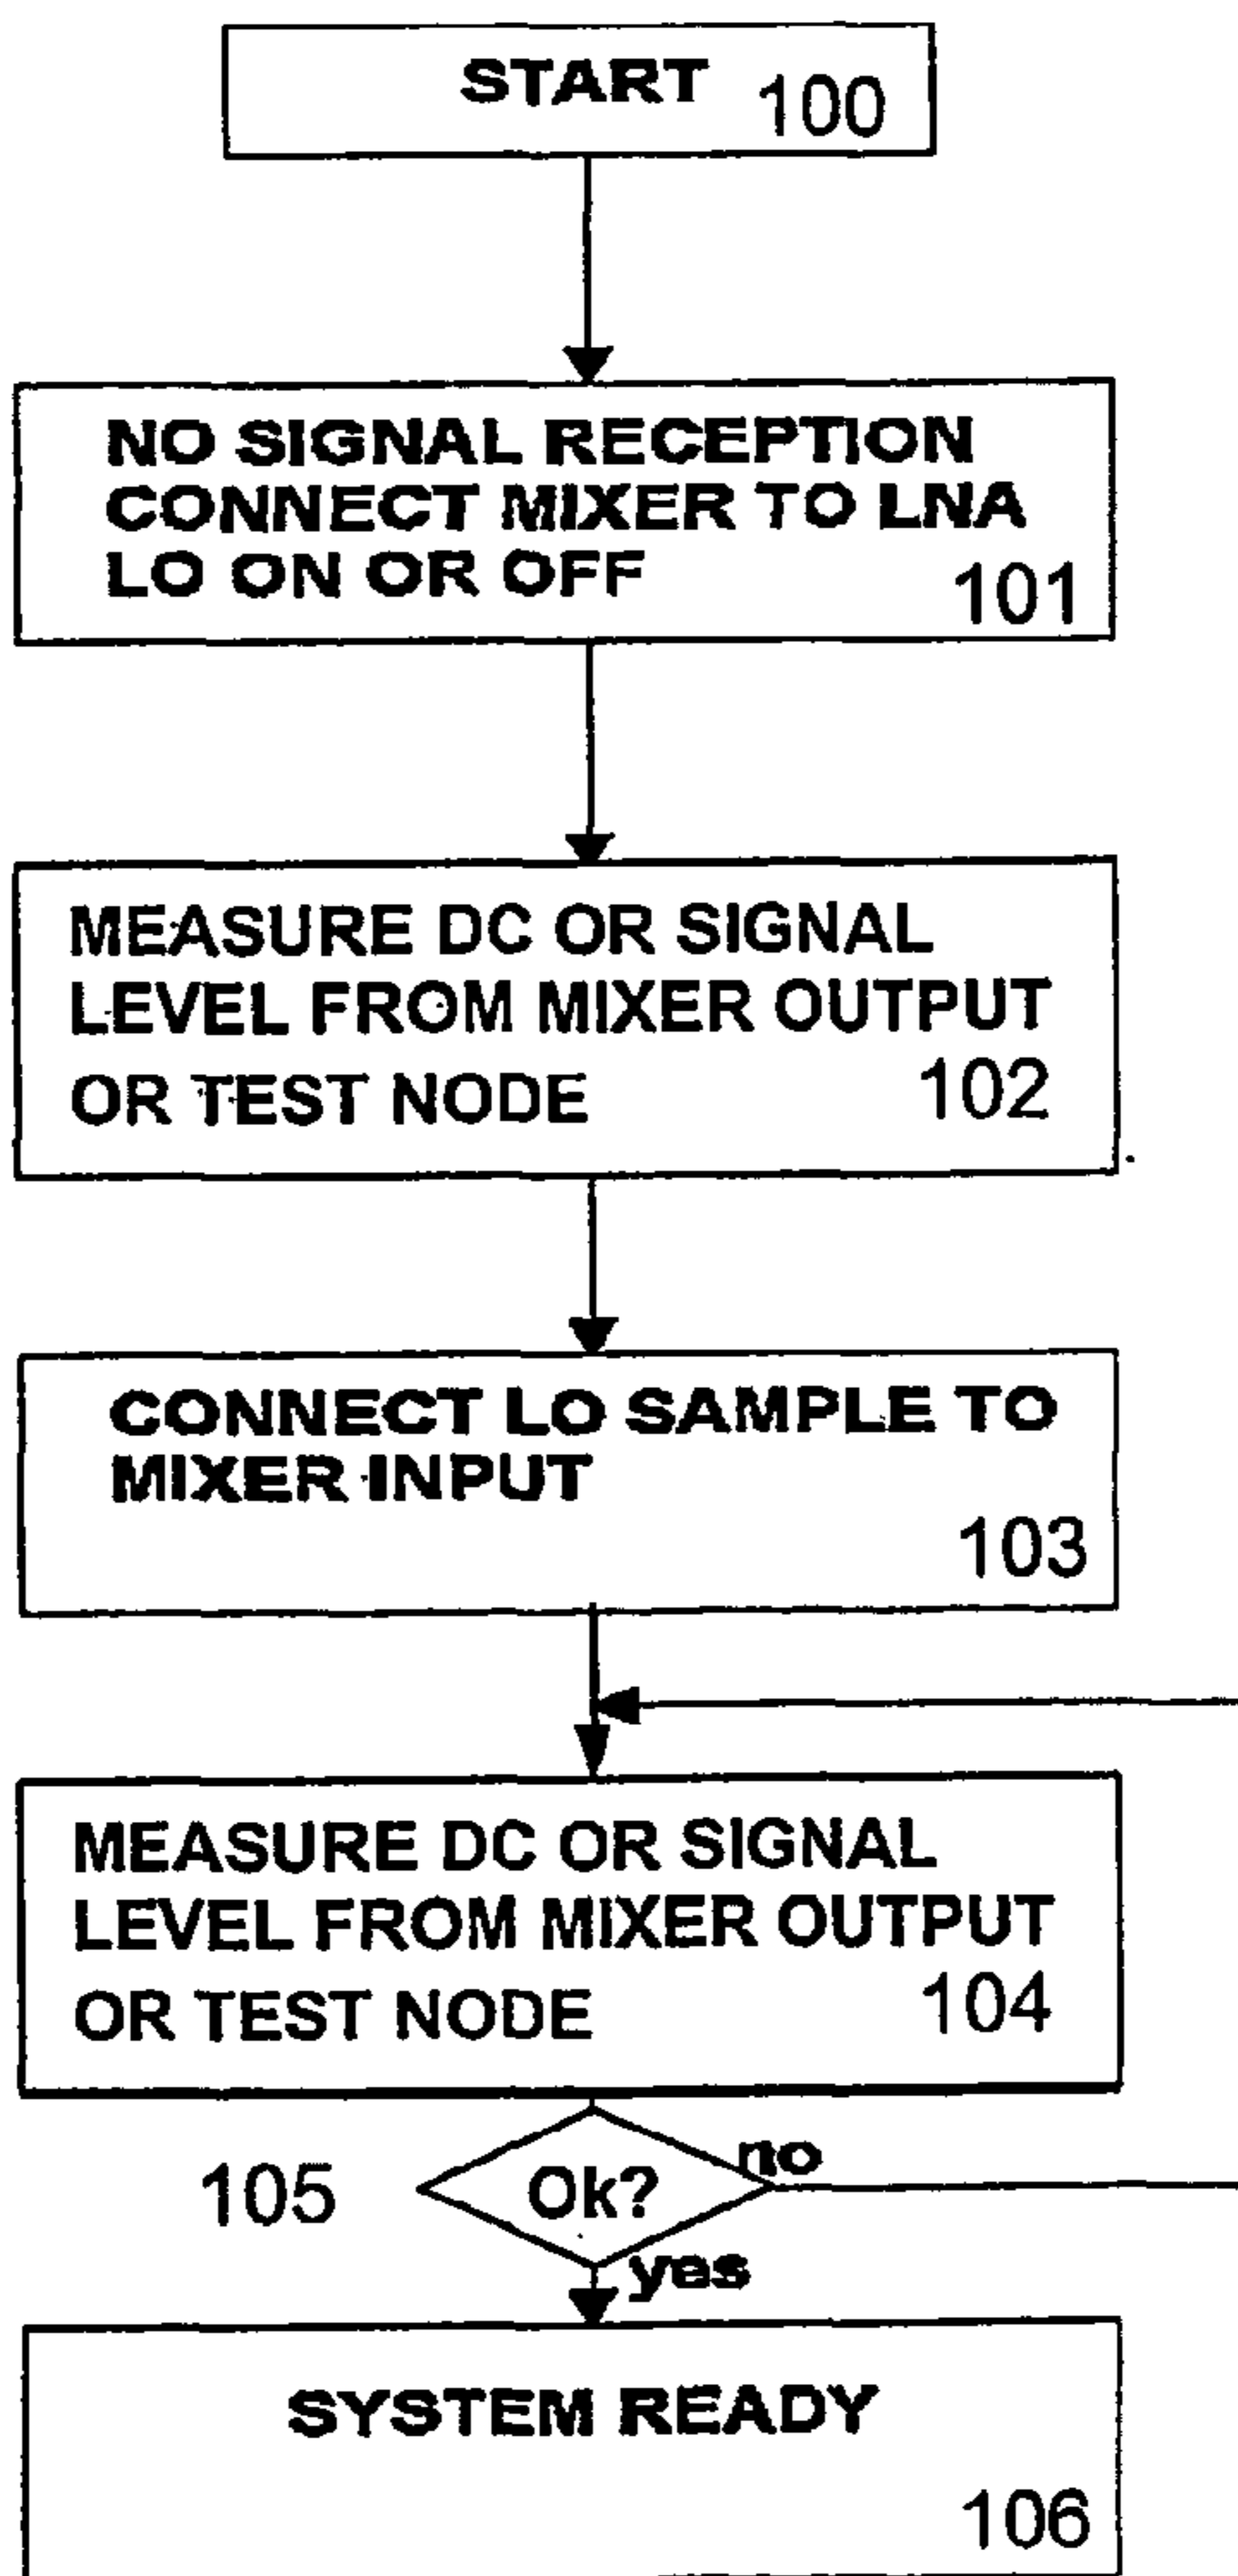 START 100
NO SIGNAL RECEPTION
CONNECT MIXER TO LNA
LO ON OR OFF 101
MEASURE DC OR SIGNAL
LEVEL FROM MIXER OUTPUT
OR TEST NODE 102
CONNECT LO SAMPLE TO
MIXER INPUT
103
MEASURE DC OR SIGNAL
LEVEL FROM MIXER OUTPUT
OR TEST NODE 104
no
105 Ok?
yes
SYSTEM READY
106